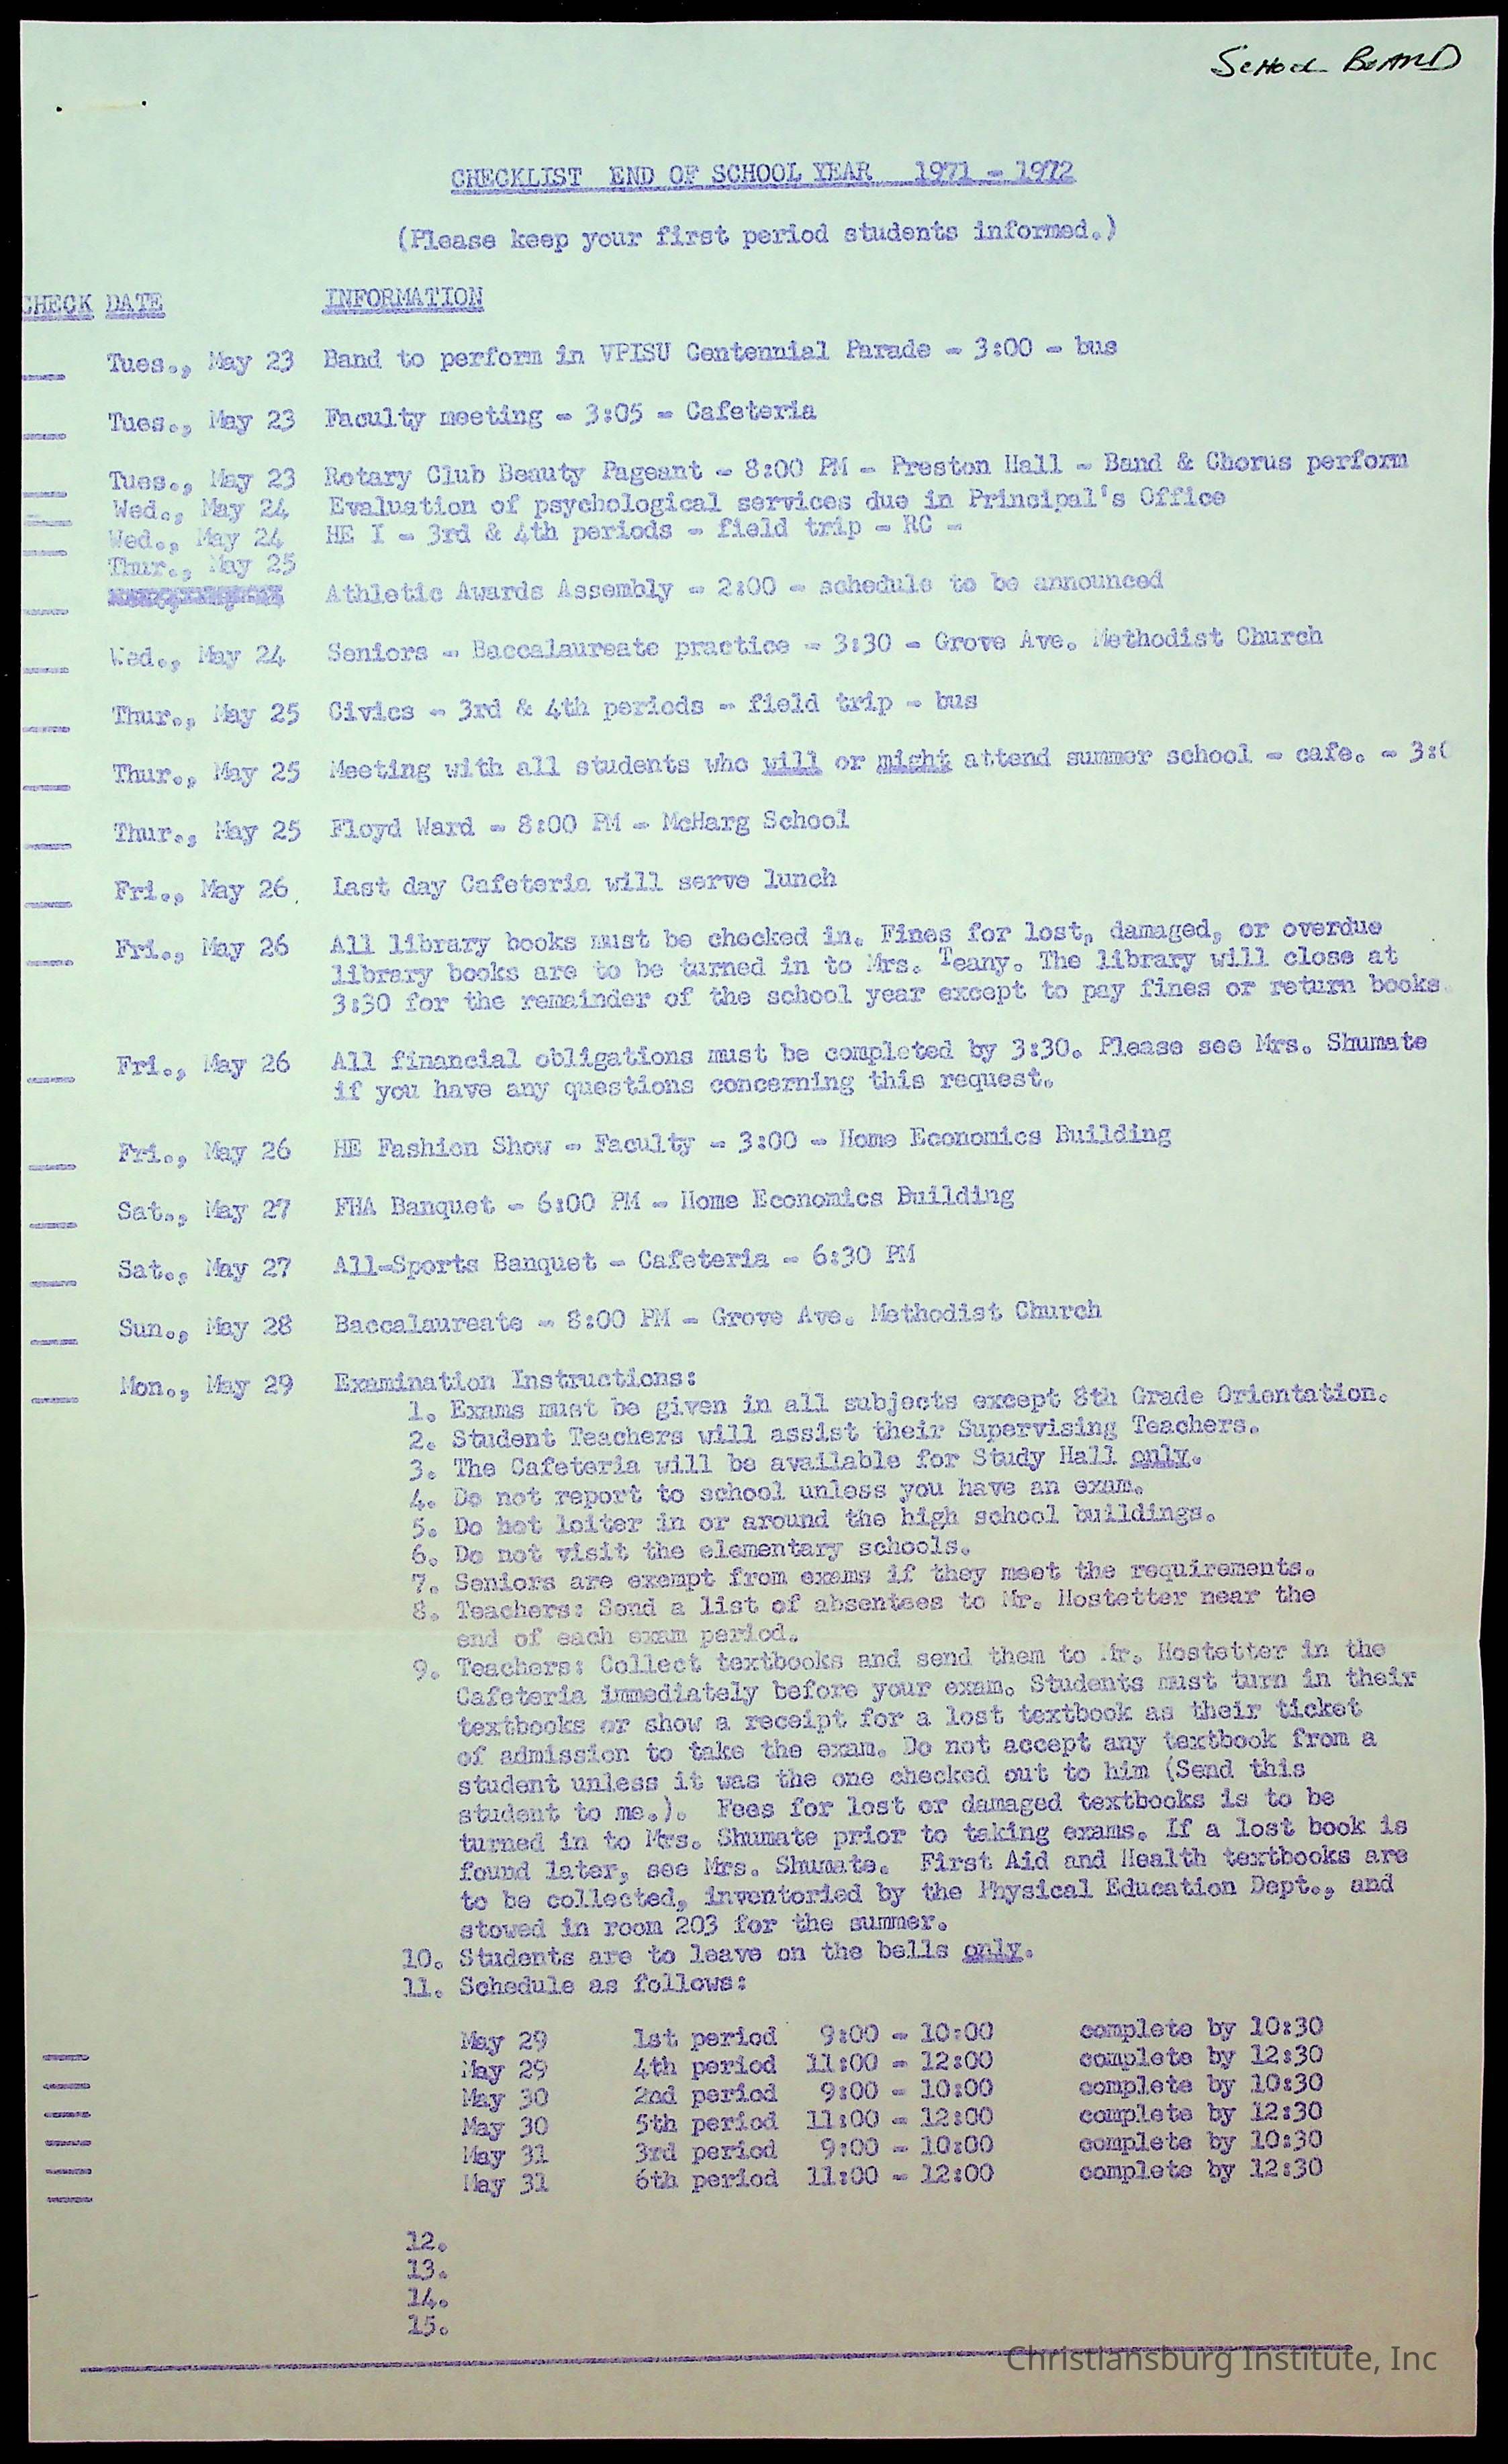 School Board
CHECKLIST END OF SCHOOL YEAR 1971 - 1972
(Please keep your first period students informed.)
CHECK DATE INFORMATION
Tues., May 23 Band to perform in VPISU Centennial Parade - 3:00 - bus
Tues., May 23 Faculty meeting - 3:05 - Cafeteria
Tues., May 23 Rotary Club Beauty Pageant - 8:00 PM - Preston Hall - Band & Chorus perform
Wed., May 24 Evaluation of psychological services due in Principal's Office
Wed., May 24 HE I - 3rd & 4th periods - field trip - RC -
Thur., May 25
Athletic Awards Assembly - 2:00 - schedule to be announced
Wed., May 24 Seniors - Baccalaureate practice - 3:30 - Grove Ave. Methodist Church
Thur., May 25 Civics - 3rd & 4th periods - field trip - bus
Thur., May 25 Meeting with all students who will or might attend summer school - cafe. - 3:0
Thur., May 25 Floyd Ward - 8:00 PM - McHarg School
Fri., May 26 Last day Cafeteria will serve lunch
Fri., May 26 All library books must be checked in. Fines for lost, damaged, or overdue
library books are to be turned in to Mrs. Teany. The library will close at
3:30 for the remainder of the school year except to pay fines or return books.
Fri., May 26 All financial obligations must be completed by 3:30. Please see Mrs. Shumate
if you have any questions concerning this request.
Fri., May 26 HE Fashion Show - Faculty - 3:00 - Home Economics Building
Sat., May 27 FHA Banquet - 6:00 PM - Home Economics Building
Sat., May 27 All-Sports Banquet - Cafeteria - 6:30 PM
Sun., May 28 Baccalaureate - 8:00 PM - Grove Ave. Methodist Church
Mon., May 29 Examination Instructions:
1. Exams must be given in all subjects except 8th Grade Orientation.
2. Student Teachers will assist their Supervising Teachers.
3. The Cafeteria will be available for Study Hall only.
4. Do not report to school unless you have an exam.
5. Do not loiter in or around the high school buildings.
6. Do not visit the elementary schools.
7. Seniors are exempt from exams if they meet the requirements.
8. Teachers: Send a list of absentees to Mr. Hostetter near the
end of each exam period.
9. Teachers: Collect textbooks and send them to Mr. Hostetter in the
Cafeteria immediately before your exam. Students must turn in their
textbooks or show a receipt for a lost textbook as their ticket
of admission to take the exam. Do not accept any textbook from a
student unless it was the one checked out to him (Send this
student to me.). Fees for lost or damaged textbooks is to be
turned in to Mrs. Shumate prior to taking exams. If a lost book is
found later, see Mrs. Shumate. First Aid and Health textbooks are
to be collected, inventoried by the Physical Education Dept., and
stowed in room 203 for the summer.
10. Students are to leave on the bells only.
11. Schedule as follows:
May 29 1st period 9:00 - 10:00 complete by 10:30
May 29 4th period 11:00 - 12:00 complete by 12:30
May 30 2nd period 9:00 - 10:00 complete by 10:30
May 30 5th period 11:00 - 12:00 complete by 12:30
May 31 3rd period 9:00 - 10:00 complete by 10:30
May 31 6th period 11:00 - 12:00 complete by 12:30
12.
13.
14.
15.
Christiansburg Institute, Inc